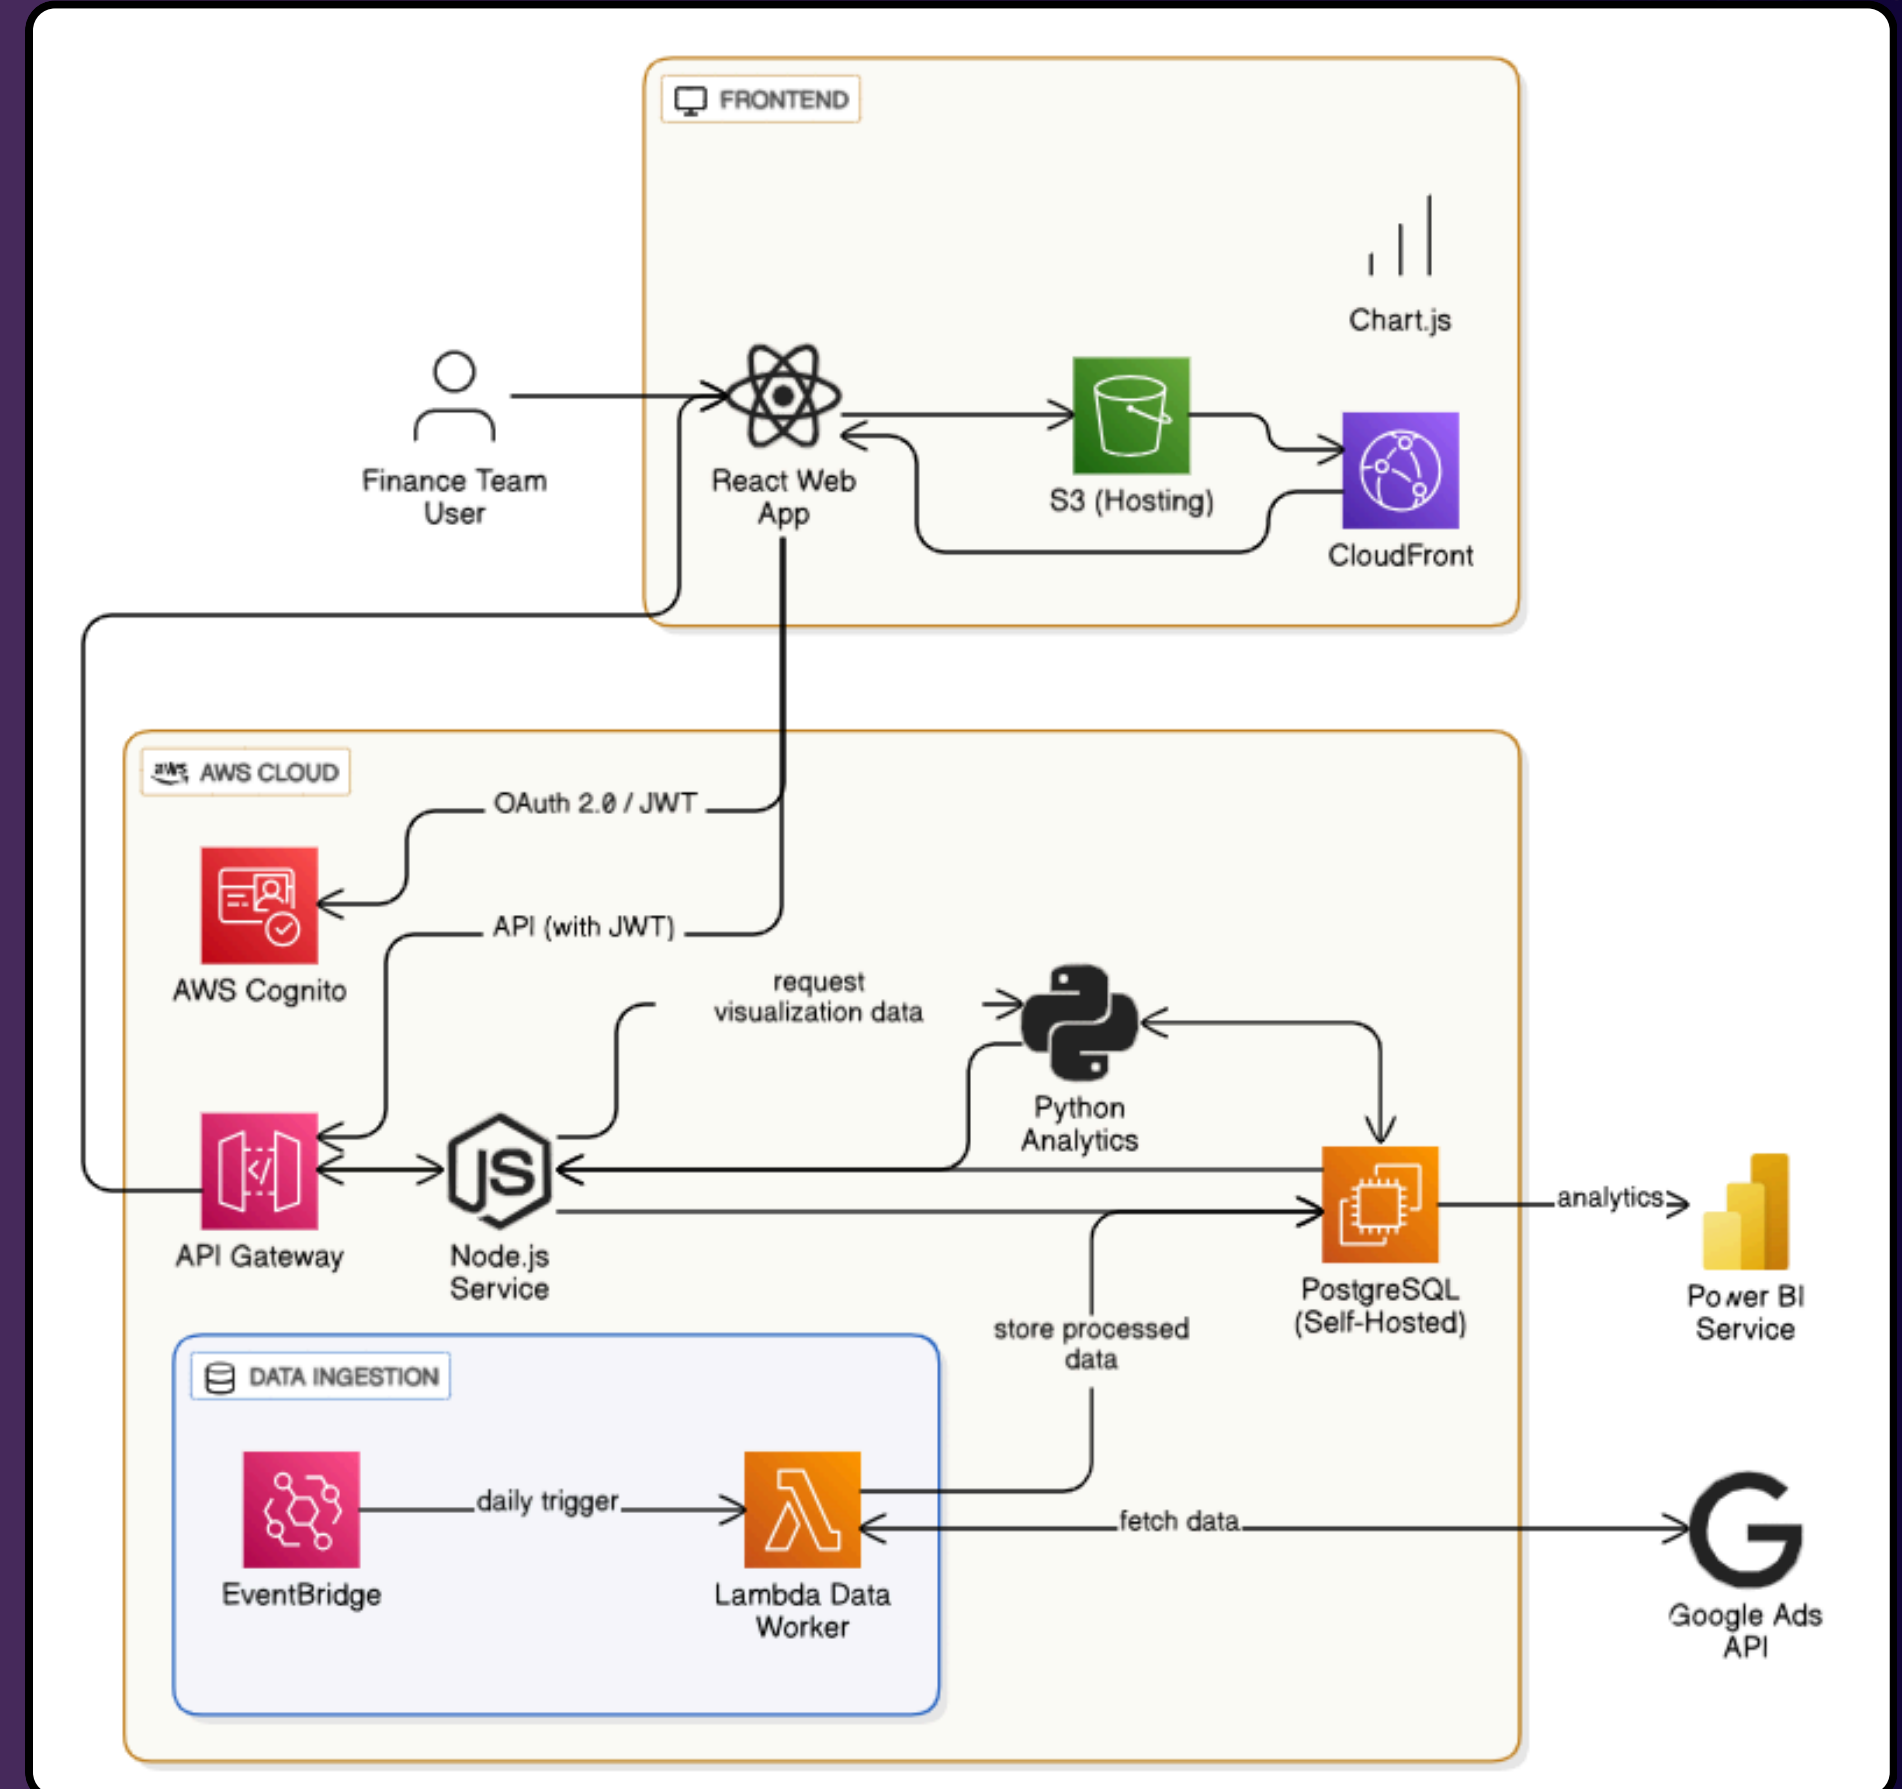 FRONTEND
Chart.js
Finance Team
User
React Web
App
S3 (Hosting)
CloudFront
aws AWS CLOUD
OAuth 2.0 / JWT
AWS Cognito
API (with JWT)
request
visualization data
Python
Analytics
JS
API Gateway
Node.js
Service
analytics
PostgreSQL
(Self-Hosted)
Power BI
Service
store processed
data
DATA INGESTION
daily trigger
fetch data
EventBridge
Lambda Data
Worker
G
Google Ads
API